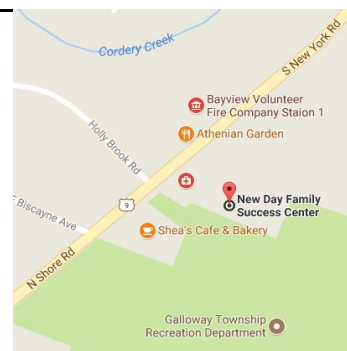 Cordery Creek
S New York Rd
Bayview Volunteer
Fire Company Staion 1
Athenian Garden
Holly Brook Rd
New Day Family
Success Center
9
Biscayne Ave
Shea's Cafe & Bakery
N Shore Rd
Galloway Township
Recreation Department